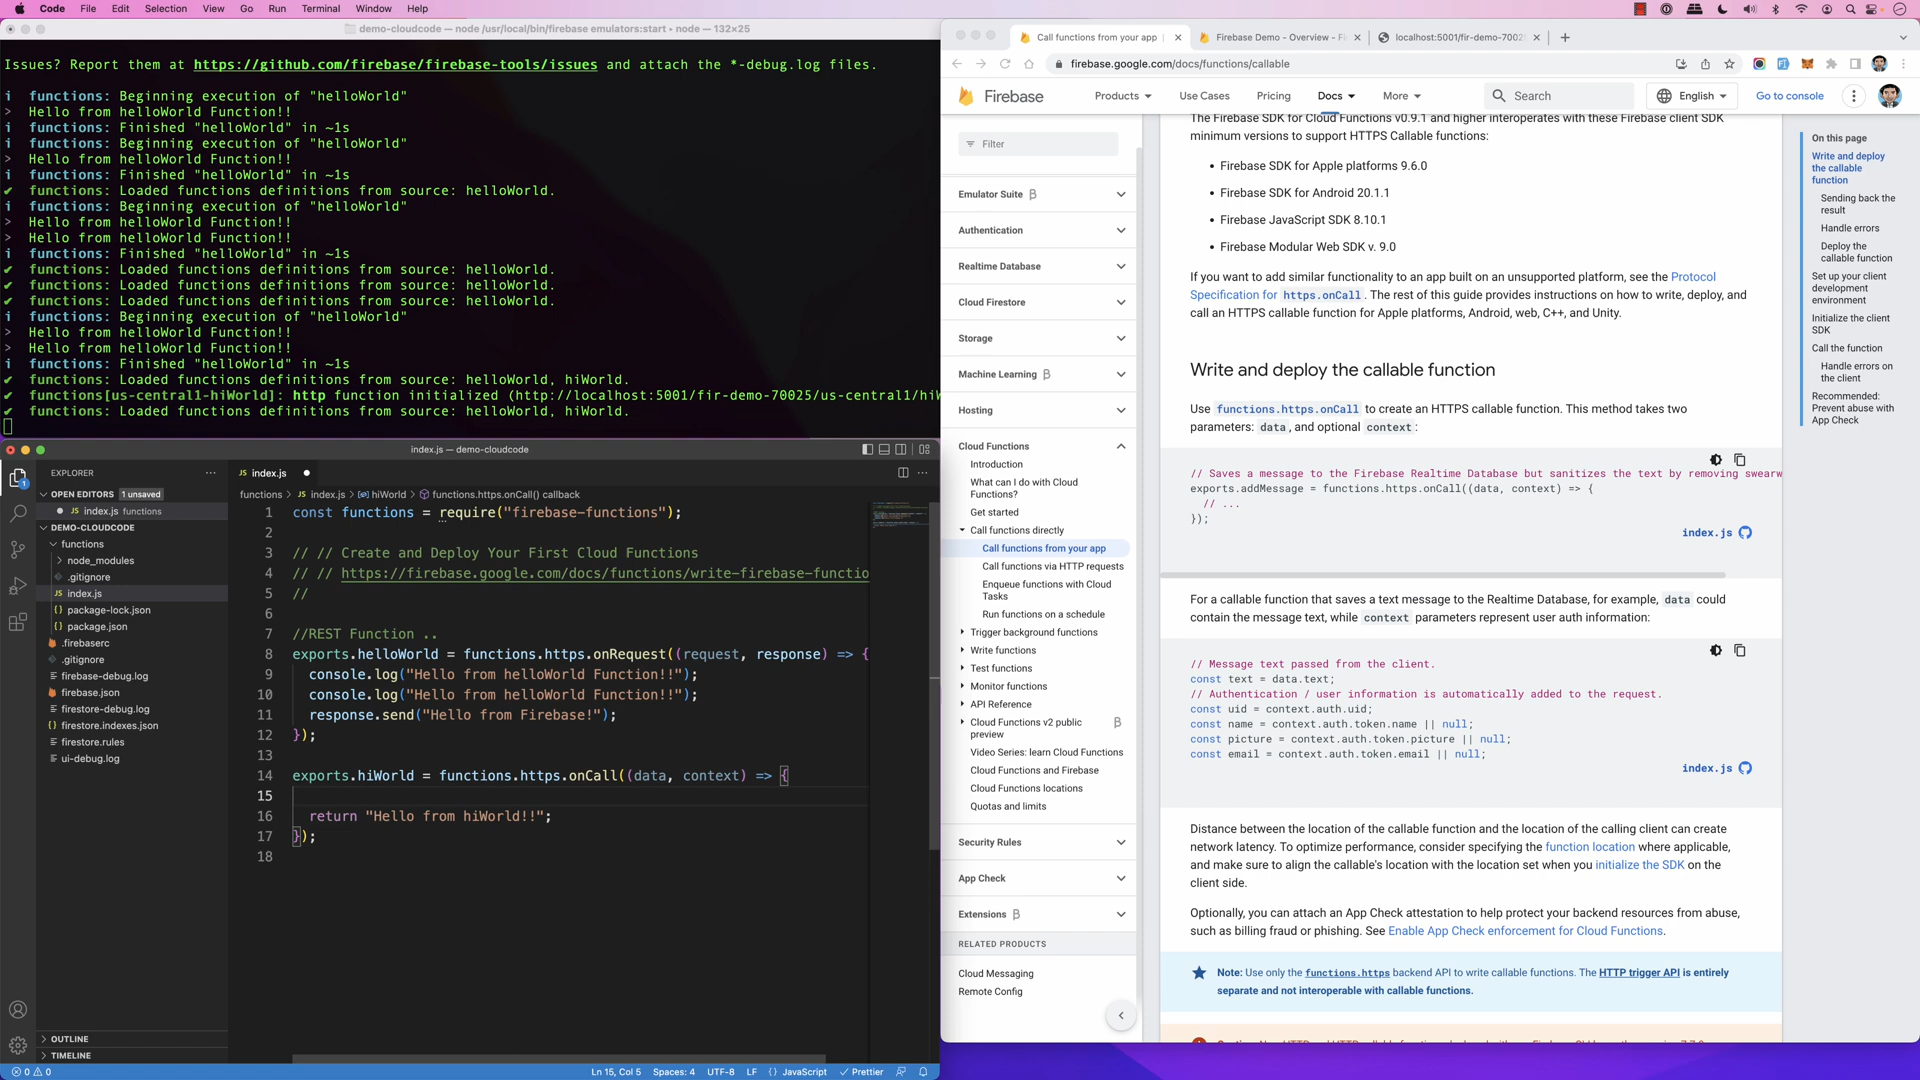 Code File Edit Selection View Go Run Terminal Window Help
demo-cloudcode — node /usr/local/bin/firebase emulators:start • node — 132×25
Issues? Report them at https://github.com/firebase/firebase-tools/issues and attach the *-debug.log files.
i functions: Beginning execution of "helloWorld"
> Hello from helloWorld Function!!
i functions: Finished "helloWorld" in ~1s
i functions: Beginning execution of "helloWorld"
> Hello from helloWorld Function!!
i functions: Finished "helloWorld" in ~1s
✔ functions: Loaded functions definitions from source: helloWorld.
i functions: Beginning execution of "helloWorld"
> Hello from helloWorld Function!!
> Hello from helloWorld Function!!
i functions: Finished "helloWorld" in ~1s
✔ functions: Loaded functions definitions from source: helloWorld.
✔ functions: Loaded functions definitions from source: helloWorld.
✔ functions: Loaded functions definitions from source: helloWorld.
i functions: Beginning execution of "helloWorld"
> Hello from helloWorld Function!!
> Hello from helloWorld Function!!
i functions: Finished "helloWorld" in ~1s
✔ functions: Loaded functions definitions from source: helloWorld, hiWorld.
✔ functions[us-central1-hiWorld]: http function initialized (http://localhost:5001/fir-demo-70025/us-central1/hiW
✔ functions: Loaded functions definitions from source: helloWorld, hiWorld.
index.js — demo-cloudcode
EXPLORER
OPEN EDITORS 1 unsaved
index.js functions
DEMO-CLOUDCODE
functions
node_modules
.gitignore
index.js
package-lock.json
package.json
.firebaserc
.gitignore
firebase-debug.log
firebase.json
firestore-debug.log
firestore.indexes.json
firestore.rules
ui-debug.log
OUTLINE
TIMELINE
JS index.js
functions > JS index.js > hiWorld > functions.https.onCall() callback
1 const functions = require("firebase-functions");
2
3 // // Create and Deploy Your First Cloud Functions
4 // // https://firebase.google.com/docs/functions/write-firebase-functio
5 //
6
7 //REST Function ..
8 exports.helloWorld = functions.https.onRequest((request, response) => {
9 console.log("Hello from helloWorld Function!!");
10 console.log("Hello from helloWorld Function!!");
11 response.send("Hello from Firebase!");
12 });
13
14 exports.hiWorld = functions.https.onCall((data, context) => {
15
16 return "Hello from hiWorld!!";
17 });
18
0 0 Ln 15, Col 5 Spaces: 4 UTF-8 LF {} JavaScript Prettier
Call functions from your app
Firebase Demo - Overview - Fi
localhost:5001/fir-demo-7002
firebase.google.com/docs/functions/callable
Firebase Products Use Cases Pricing Docs More Search English Go to console
Filter
Emulator Suite β
Authentication
Realtime Database
Cloud Firestore
Storage
Machine Learning β
Hosting
Cloud Functions
Introduction
What can I do with Cloud
Functions?
Get started
Call functions directly
Call functions from your app
Call functions via HTTP requests
Enqueue functions with Cloud
Tasks
Run functions on a schedule
Trigger background functions
Write functions
Test functions
Monitor functions
API Reference
Cloud Functions v2 public
preview β
Video Series: learn Cloud Functions
Cloud Functions and Firebase
Cloud Functions locations
Quotas and limits
Security Rules
App Check
Extensions β
RELATED PRODUCTS
Cloud Messaging
Remote Config
The Firebase SDK for Cloud Functions v0.9.1 and higher interoperates with these Firebase client SDK
minimum versions to support HTTPS Callable functions:
• Firebase SDK for Apple platforms 9.6.0
• Firebase SDK for Android 20.1.1
• Firebase JavaScript SDK 8.10.1
• Firebase Modular Web SDK v. 9.0
If you want to add similar functionality to an app built on an unsupported platform, see the Protocol
Specification for https.onCall. The rest of this guide provides instructions on how to write, deploy, and
call an HTTPS callable function for Apple platforms, Android, web, C++, and Unity.
Write and deploy the callable function
Use functions.https.onCall to create an HTTPS callable function. This method takes two
parameters: data, and optional context:
// Saves a message to the Firebase Realtime Database but sanitizes the text by removing swearw
exports.addMessage = functions.https.onCall((data, context) => {
// ...
});
index.js
For a callable function that saves a text message to the Realtime Database, for example, data could
contain the message text, while context parameters represent user auth information:
// Message text passed from the client.
const text = data.text;
// Authentication / user information is automatically added to the request.
const uid = context.auth.uid;
const name = context.auth.token.name || null;
const picture = context.auth.token.picture || null;
const email = context.auth.token.email || null;
index.js
Distance between the location of the callable function and the location of the calling client can create
network latency. To optimize performance, consider specifying the function location where applicable,
and make sure to align the callable's location with the location set when you initialize the SDK on the
client side.
Optionally, you can attach an App Check attestation to help protect your backend resources from abuse,
such as billing fraud or phishing. See Enable App Check enforcement for Cloud Functions.
Note: Use only the functions.https backend API to write callable functions. The HTTP trigger API is entirely
separate and not interoperable with callable functions.
On this page
Write and deploy
the callable
function
Sending back the
result
Handle errors
Deploy the
callable function
Set up your client
development
environment
Initialize the client
SDK
Call the function
Handle errors on
the client
Recommended:
Prevent abuse with
App Check